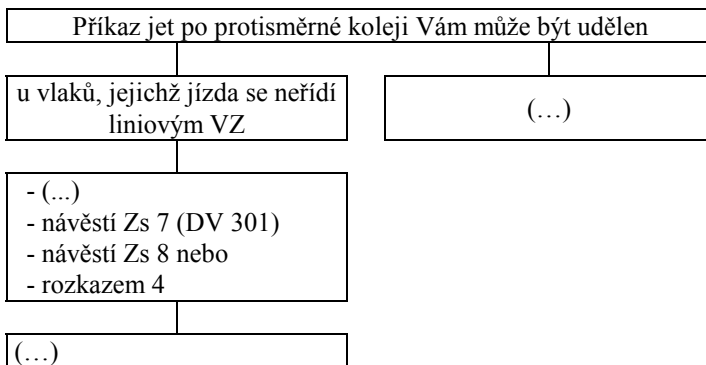 Příkaz jet po protisměrné koleji Vám může být udělen
u vlaků, jejichž jízda se neřídí
liniovým VZ
(…)
- (...)
- návěstí Zs 7 (DV 301)
- návěstí Zs 8 nebo
- rozkazem 4
(…)